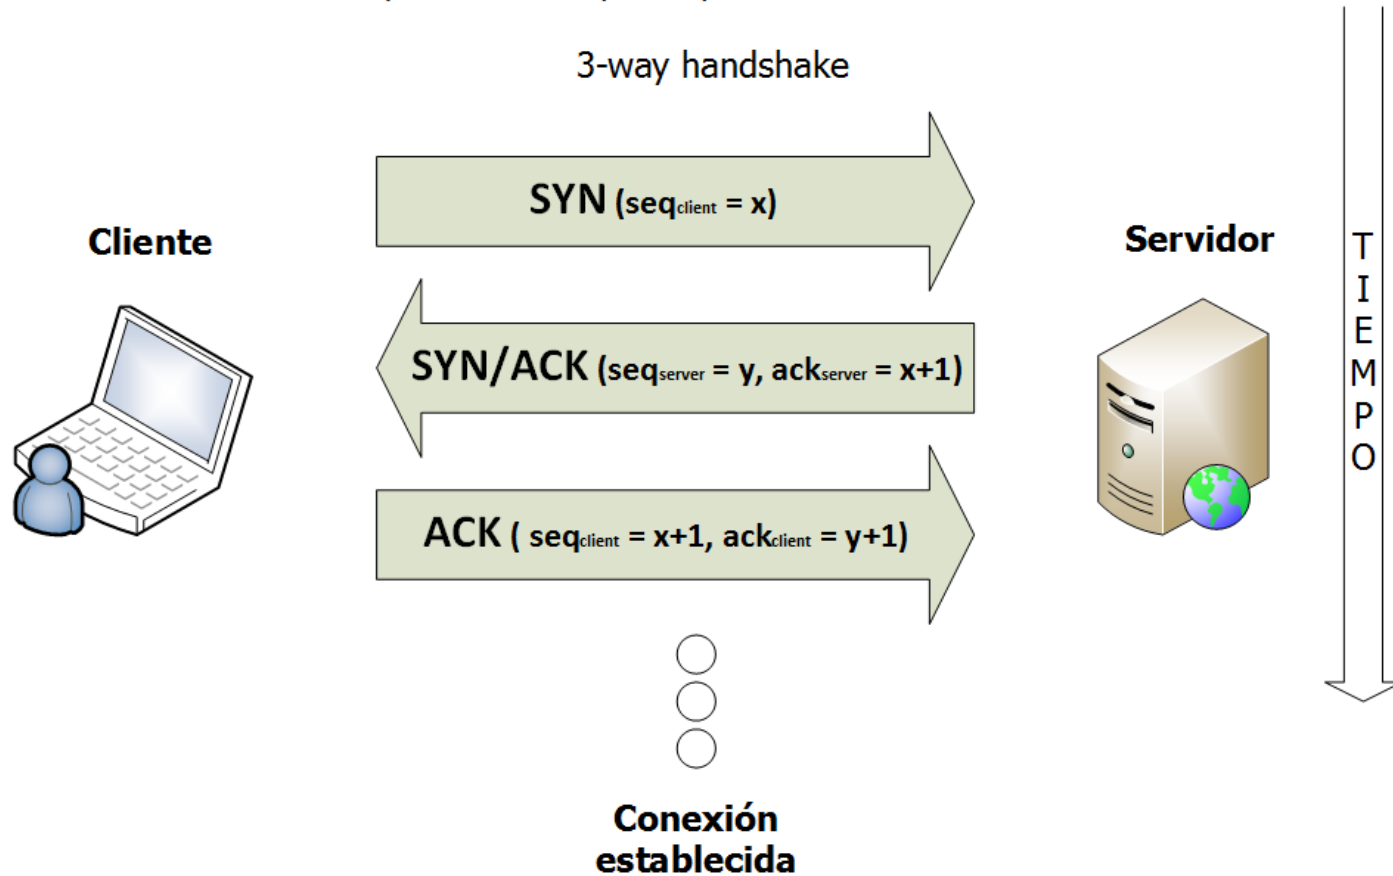 3-way handshake
SYN (seqclient = x)
Cliente
Servidor
SYN/ACK (seqserver = y, ackserver = x+1)
ACK ( seqclient = x+1, ackclient = y+1)
TIEMPO
Conexión
establecida